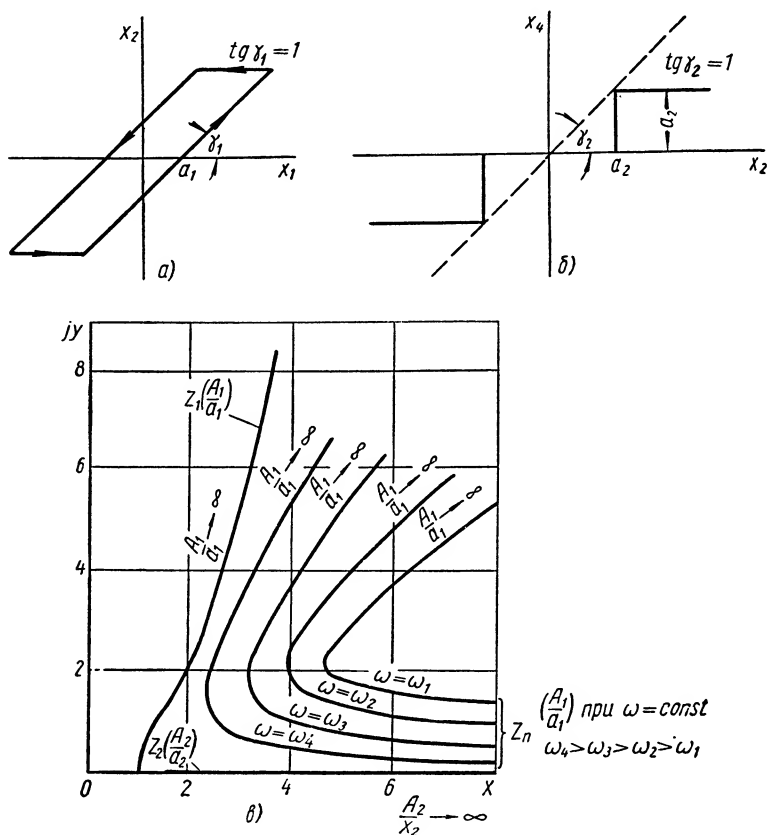 x₂
tg γ₁ = 1
γ₁
a₁
x₁
а)
x₄
tg γ₂ = 1
γ₂
a₂
a₂
x₂
б)
jy
8
6
4
2
0
2
4
6
x
Z₁(A₁/a₁)
A₁/a₁ → ∞
A₁/a₁ → ∞
A₁/a₁ → ∞
A₁/a₁ → ∞
A₁/a₁ → ∞
ω=ω₁
ω=ω₂
ω=ω₃
ω=ω₄
Z₂(A₂/a₂)
Zп (A₁/a₁) при ω = const
ω₄>ω₃>ω₂>ω₁
в)
A₂/x₂ → ∞